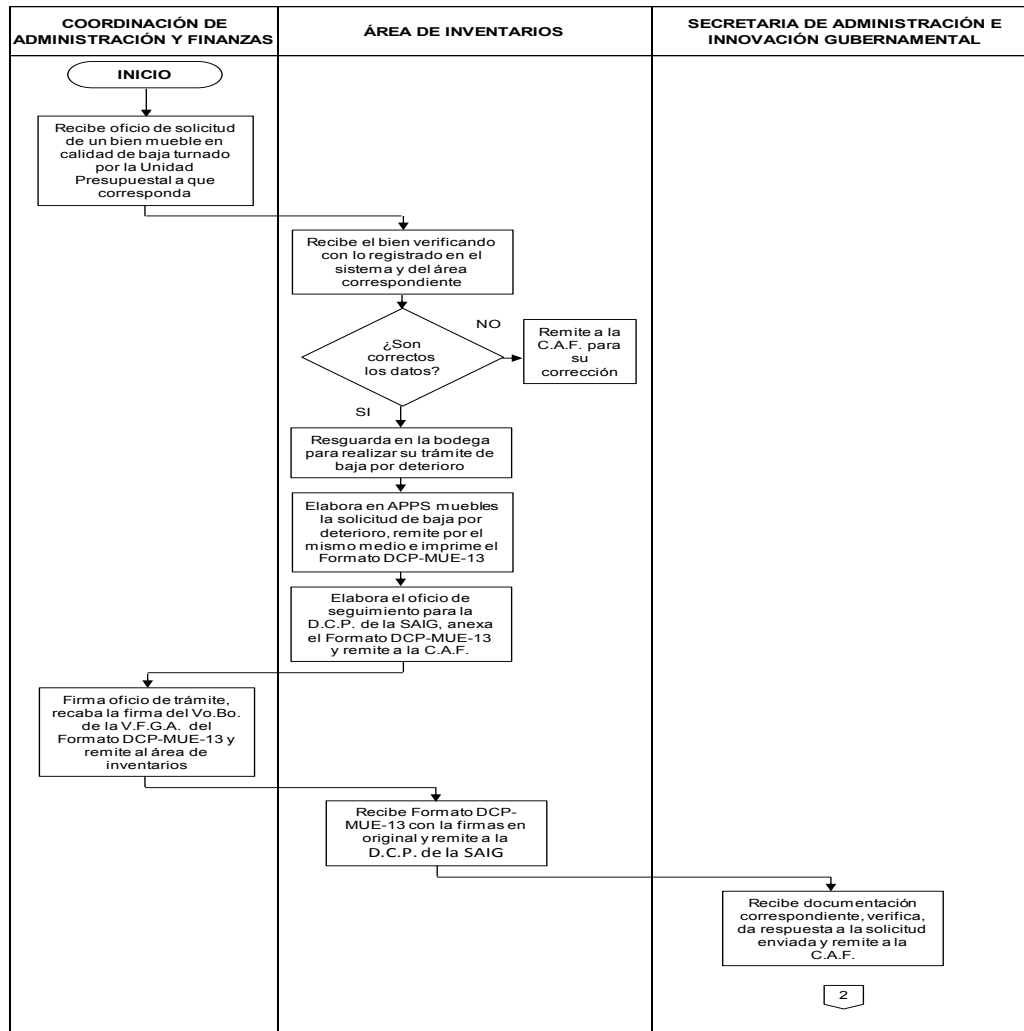 COORDINACIÓN DE
ADMINISTRACIÓN Y FINANZAS
ÁREA DE INVENTARIOS
SECRETARIA DE ADMINISTRACIÓN E
INNOVACIÓN GUBERNAMENTAL
INICIO
Recibe oficio de solicitud
de un bien mueble en
calidad de baja turnado
por la Unidad
Presupuestal a que
corresponda
Recibe el bien verificando
con lo registrado en el
sistema y del área
correspondiente
¿Son
correctos
los datos?
NO
Remite a la
C.A.F. para
su
corrección
SI
Resguarda en la bodega
para realizar su trámite de
baja por deterioro
Elabora en APPS muebles
la solicitud de baja por
deterioro, remite por el
mismo medio e imprime el
Formato DCP-MUE-13
Elabora el oficio de
seguimiento para la
D.C.P. de la SAIG, anexa
el Formato DCP-MUE-13
y remite a la C.A.F.
Firma oficio de trámite,
recaba la firma del Vo.Bo.
de la V.F.G.A. del
Formato DCP-MUE-13 y
remite al área de
inventarios
Recibe Formato DCP-
MUE-13 con la firmas en
original y remite a la
D.C.P. de la SAIG
Recibe documentación
correspondiente, verifica,
da respuesta a la solicitud
enviada y remite a la
C.A.F.
2